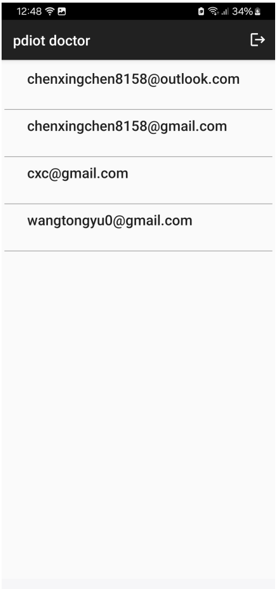 12:48 34%
pdiot doctor
chenxingchen8158@outlook.com
chenxingchen8158@gmail.com
cxc@gmail.com
wangtongyu0@gmail.com